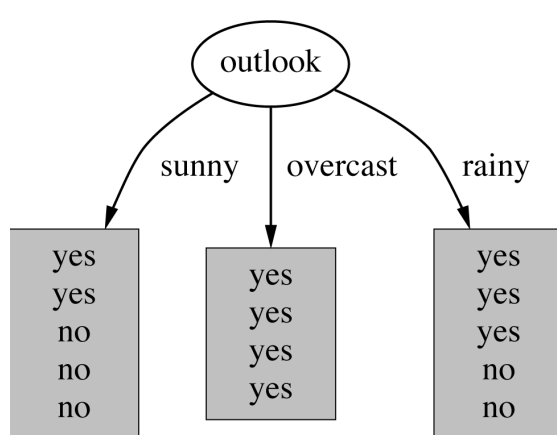 outlook
sunny
overcast
rainy
yes
yes
no
no
no
yes
yes
yes
yes
yes
yes
yes
no
no